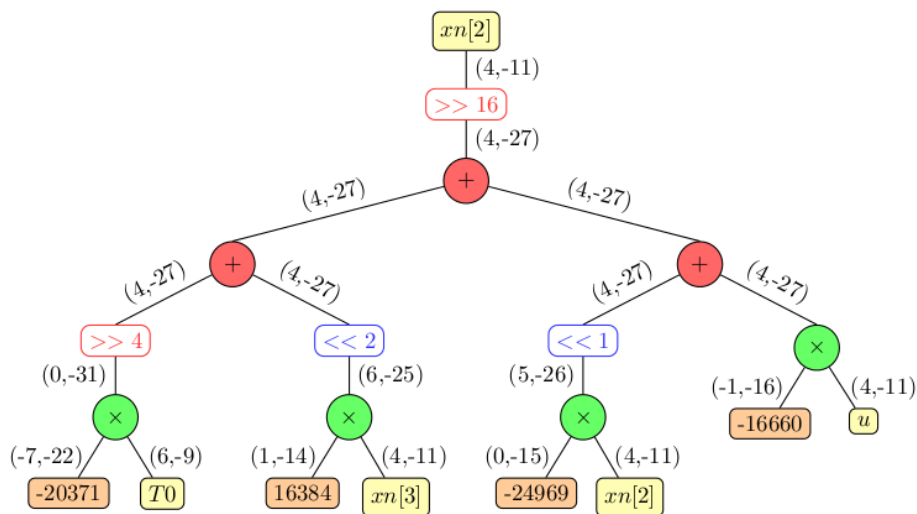 xn[2]
(4,-11)
>> 16
(4,-27)
+
(4,-27) (4,-27)
+ +
(4,-27) (4,-27) (4,-27) (4,-27)
>> 4 << 2 << 1 ×
(0,-31) (6,-25) (5,-26) (-1,-16) (4,-11)
× × × -16660 u
(-7,-22) (6,-9) (1,-14) (4,-11) (0,-15) (4,-11)
-20371 T0 16384 xn[3] -24969 xn[2]